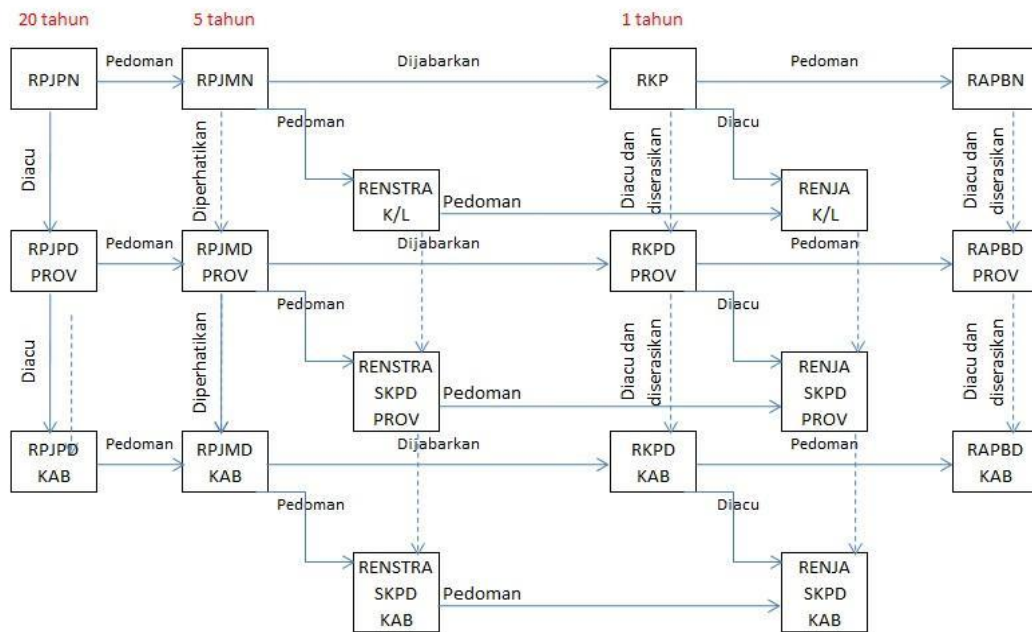 20 tahun
5 tahun
1 tahun
RPJPN
Pedoman
RPJMN
Dijabarkan
RKP
Pedoman
RAPBN
Diacu
Diperhatikan
Pedoman
Diacu dan
diserasikan
Diacu
Diacu dan
diserasikan
RENSTRA
K/L
Pedoman
RENJA
K/L
RPJPD
PROV
Pedoman
RPJMD
PROV
Dijabarkan
RKPD
PROV
Pedoman
RAPBD
PROV
Diacu
Diperhatikan
Pedoman
Diacu dan
diserasikan
Diacu
Diacu dan
diserasikan
RENSTRA
SKPD
PROV
Pedoman
RENJA
SKPD
PROV
RPJPD
KAB
Pedoman
RPJMD
KAB
Dijabarkan
RKPD
KAB
Pedoman
RAPBD
KAB
Pedoman
Diacu
RENSTRA
SKPD
KAB
Pedoman
RENJA
SKPD
KAB